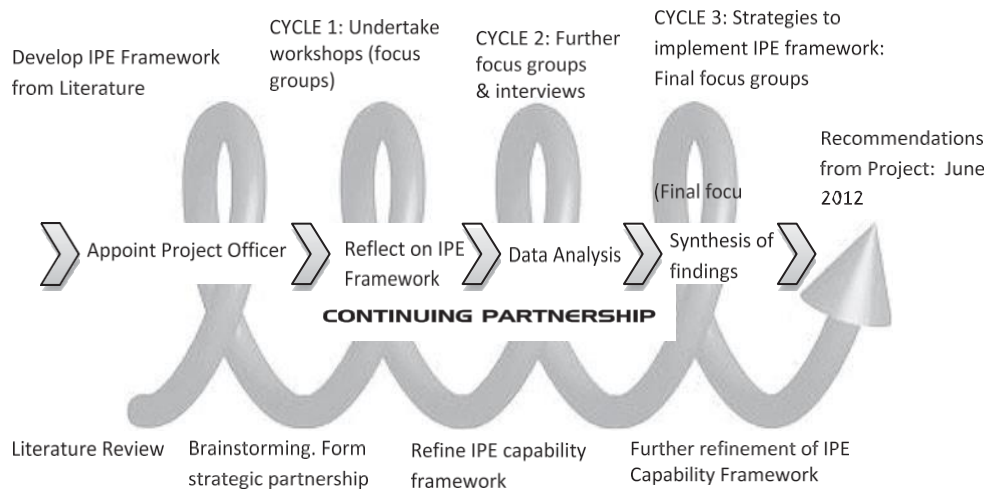 Develop IPE Framework
from Literature
CYCLE 1: Undertake
workshops (focus
groups)
CYCLE 2: Further
focus groups
& interviews
CYCLE 3: Strategies to
implement IPE framework:
Final focus groups
Recommendations
from Project: June
2012
(Final focu
Appoint Project Officer
Reflect on IPE
Framework
Data Analysis
Synthesis of
findings
CONTINUING PARTNERSHIP
Literature Review
Brainstorming. Form
strategic partnership
Refine IPE capability
framework
Further refinement of IPE
Capability Framework